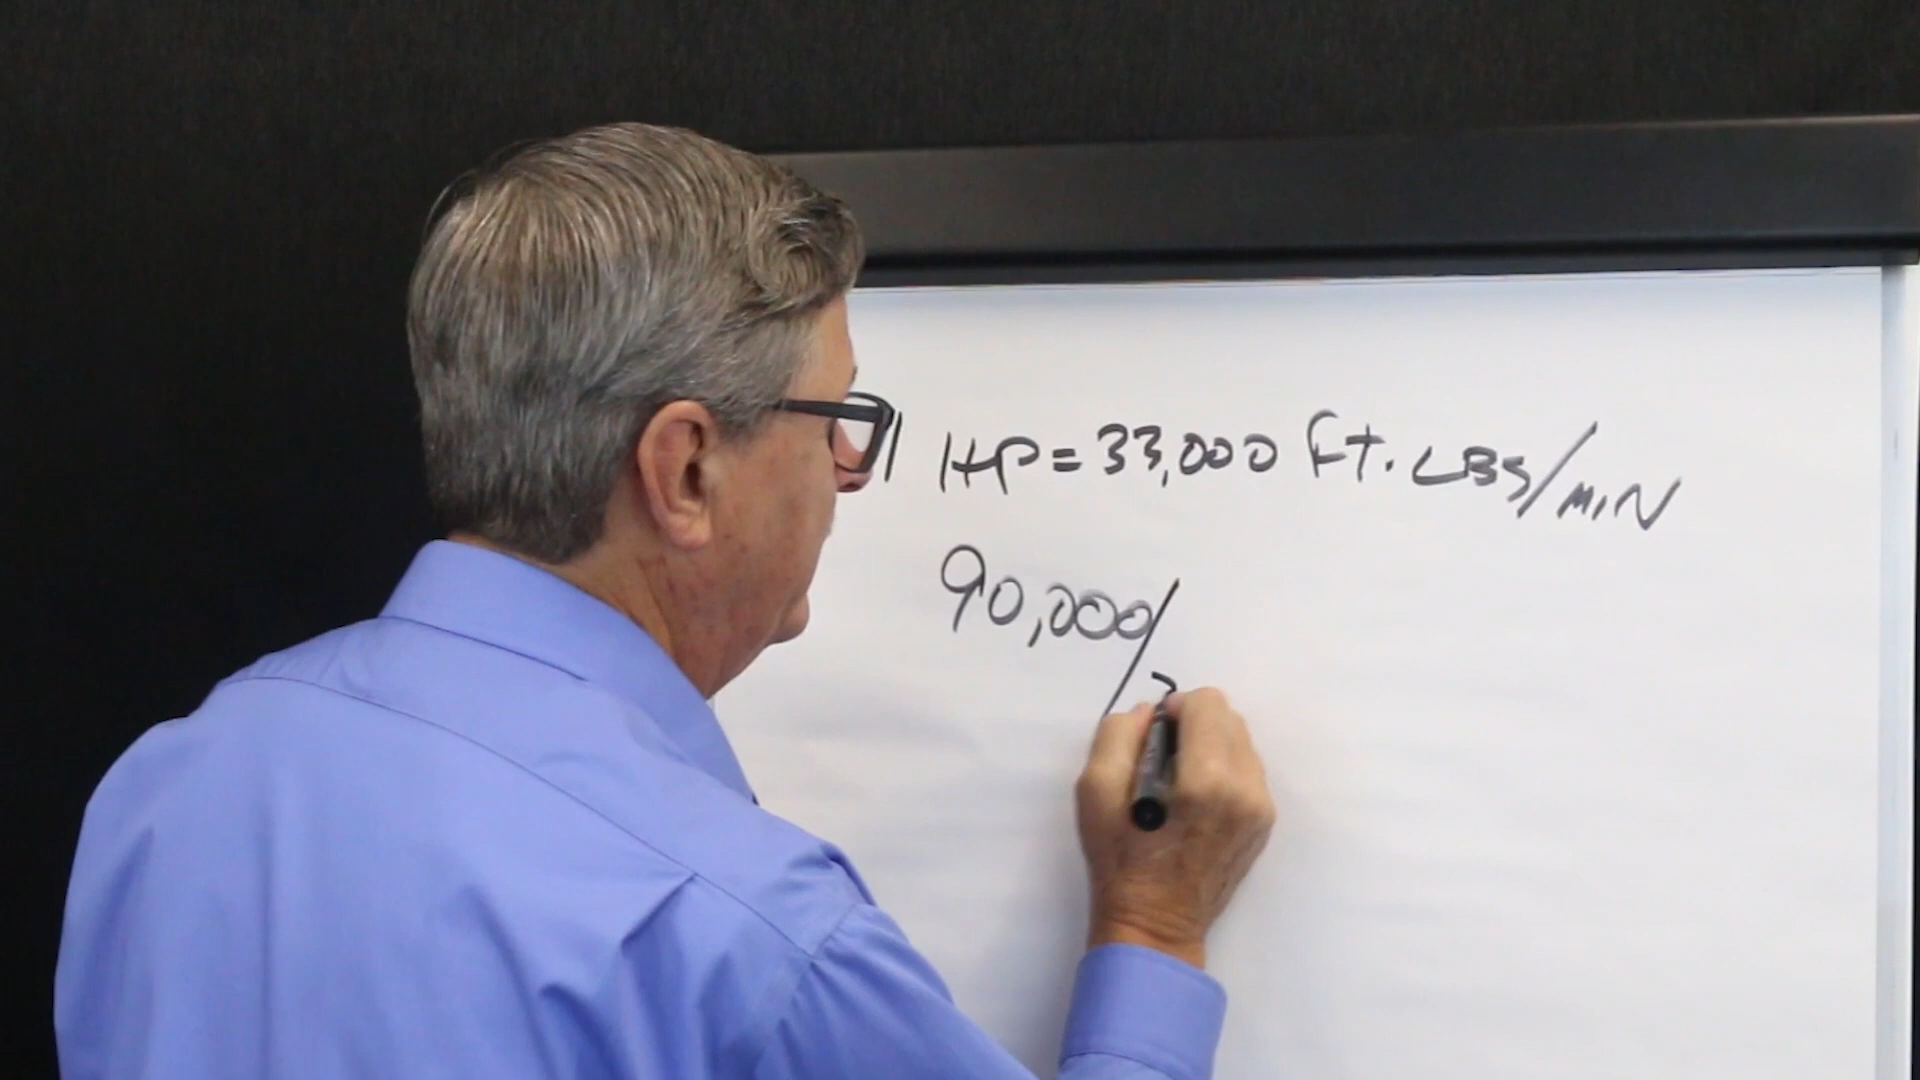 1 HP = 33,000 Ft. LBS/MIN
90,000/